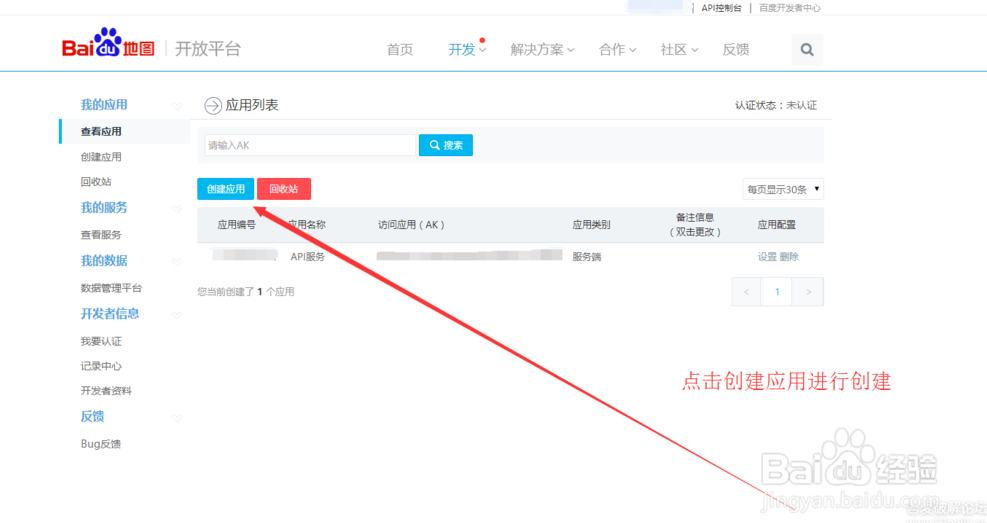 API控制台 | 百度开发者中心
Baidu地图 开放平台 首页 开发 解决方案 合作 社区 反馈
我的应用
查看应用
创建应用
回收站
我的服务
查看服务
我的数据
数据管理平台
开发者信息
我要认证
记录中心
开发者资料
反馈
Bug反馈
应用列表 认证状态：未认证
请输入AK 搜索
创建应用 回收站 每页显示30条
应用编号 应用名称 访问应用（AK） 应用类别 备注信息 应用配置
（双击更改）
API服务 服务端 设置 删除
您当前创建了 1 个应用 < 1 >
点击创建应用进行创建
Baidu经验
jingyan.baidu.com